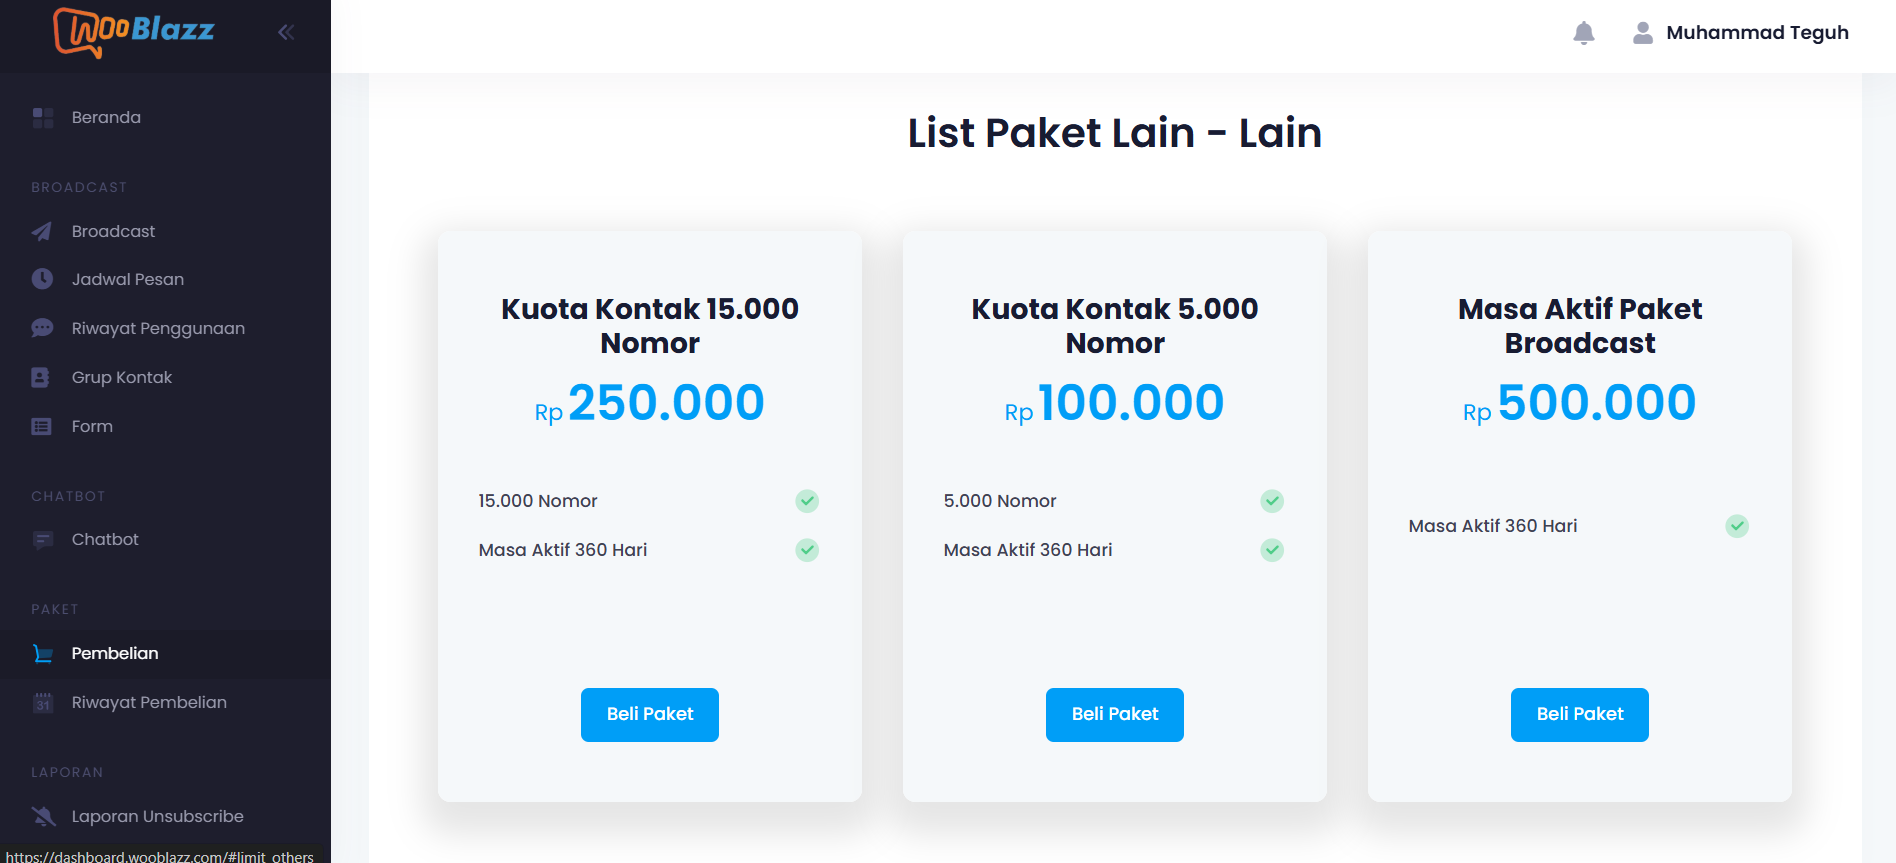 WooBlazz
Muhammad Teguh
Beranda
BROADCAST
Broadcast
Jadwal Pesan
Riwayat Penggunaan
Grup Kontak
Form
CHATBOT
Chatbot
PAKET
Pembelian
31
Riwayat Pembelian
LAPORAN
Laporan Unsubscribe
https://dashboard.wooblazz.com/#limit_others
List Paket Lain - Lain
Kuota Kontak 15.000
Nomor
Rp 250.000
15.000 Nomor
Masa Aktif 360 Hari
Beli Paket
Kuota Kontak 5.000
Nomor
Rp 100.000
5.000 Nomor
Masa Aktif 360 Hari
Beli Paket
Masa Aktif Paket
Broadcast
Rp 500.000
Masa Aktif 360 Hari
Beli Paket